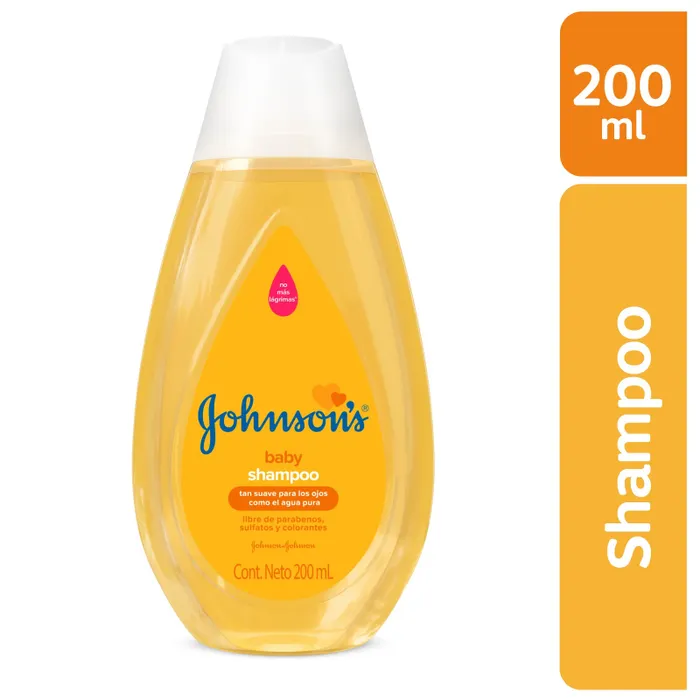 200
ml
Shampoo
no
más
lágrimas*
Johnson's®
baby
shampoo
tan suave para los ojos
como el agua pura
libre de parabenos,
sulfatos y colorantes
Johnson & Johnson
Cont. Neto 200 mL